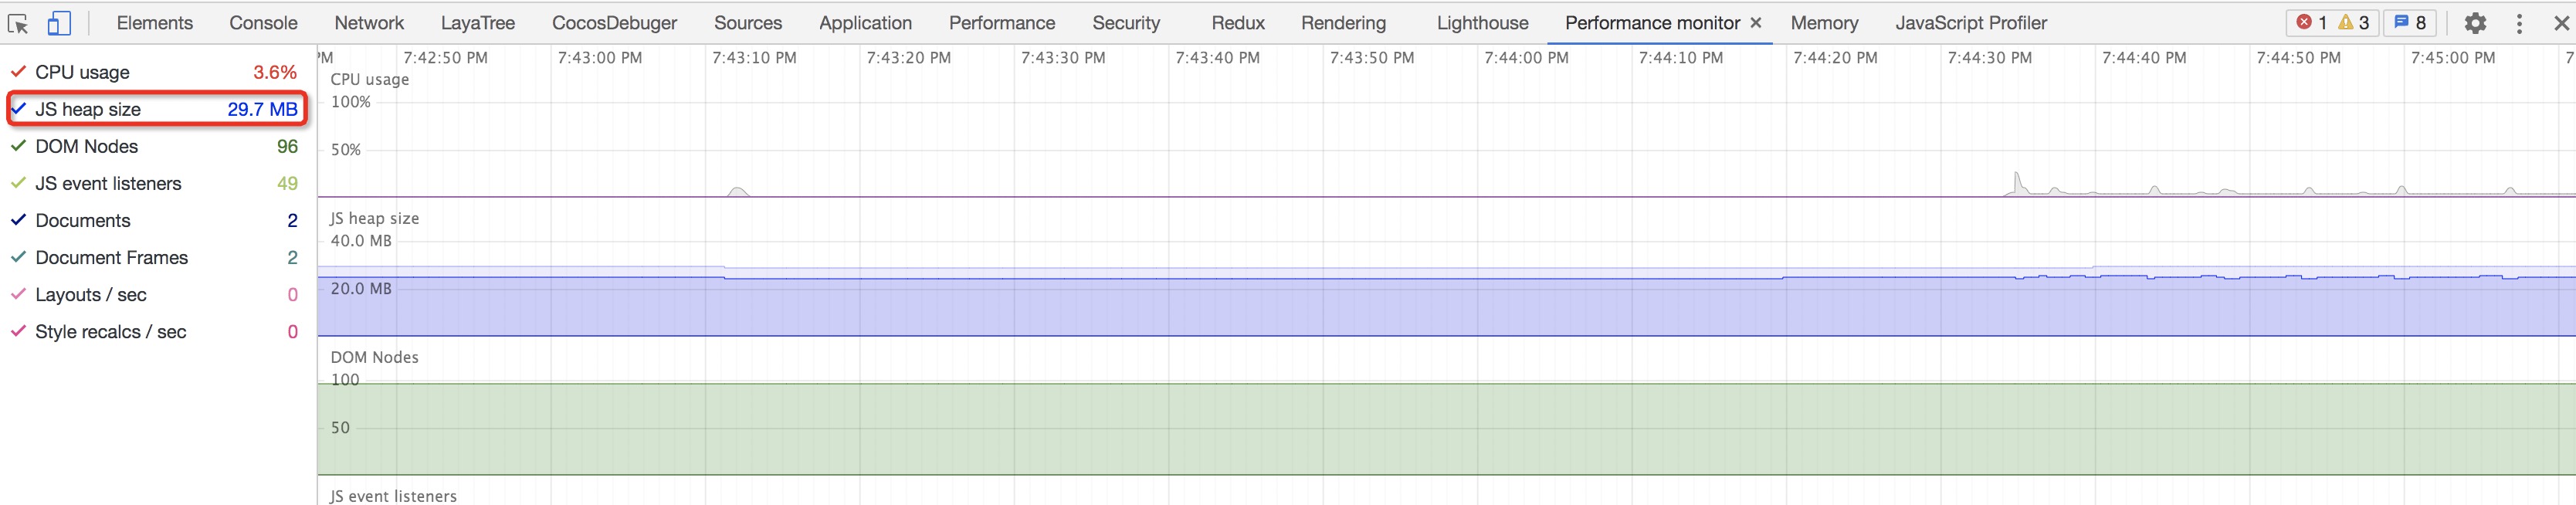 Elements Console Network LayaTree CocosDebuger Sources Application Performance Security Redux Rendering Lighthouse Performance monitor × Memory JavaScript Profiler 1 3 8
PM 7:42:50 PM 7:43:00 PM 7:43:10 PM 7:43:20 PM 7:43:30 PM 7:43:40 PM 7:43:50 PM 7:44:00 PM 7:44:10 PM 7:44:20 PM 7:44:30 PM 7:44:40 PM 7:44:50 PM 7:45:00 PM 7
CPU usage 3.6%
JS heap size 29.7 MB
DOM Nodes 96
JS event listeners 49
Documents 2
Document Frames 2
Layouts / sec 0
Style recalcs / sec 0
CPU usage
100%
50%
JS heap size
40.0 MB
20.0 MB
DOM Nodes
100
50
JS event listeners